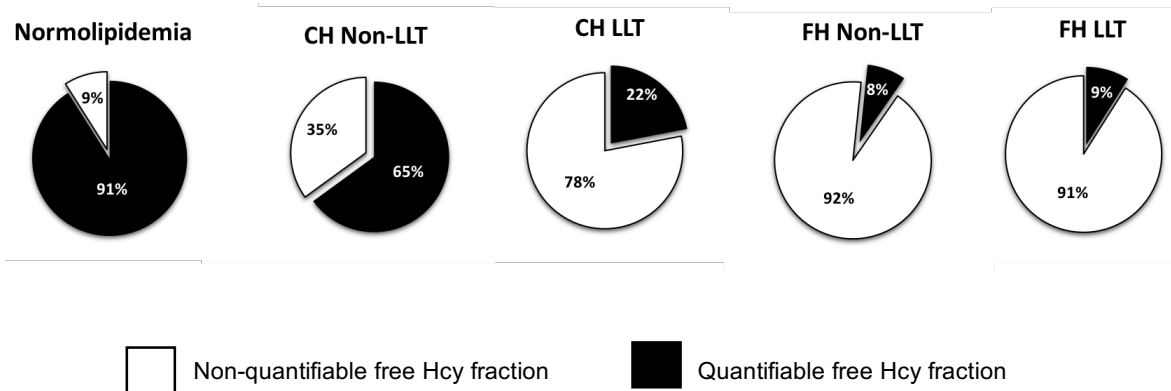 Normolipidemia
CH Non-LLT
CH LLT
FH Non-LLT
FH LLT
9%
91%
35%
65%
22%
78%
8%
92%
9%
91%
Non-quantifiable free Hcy fraction
Quantifiable free Hcy fraction